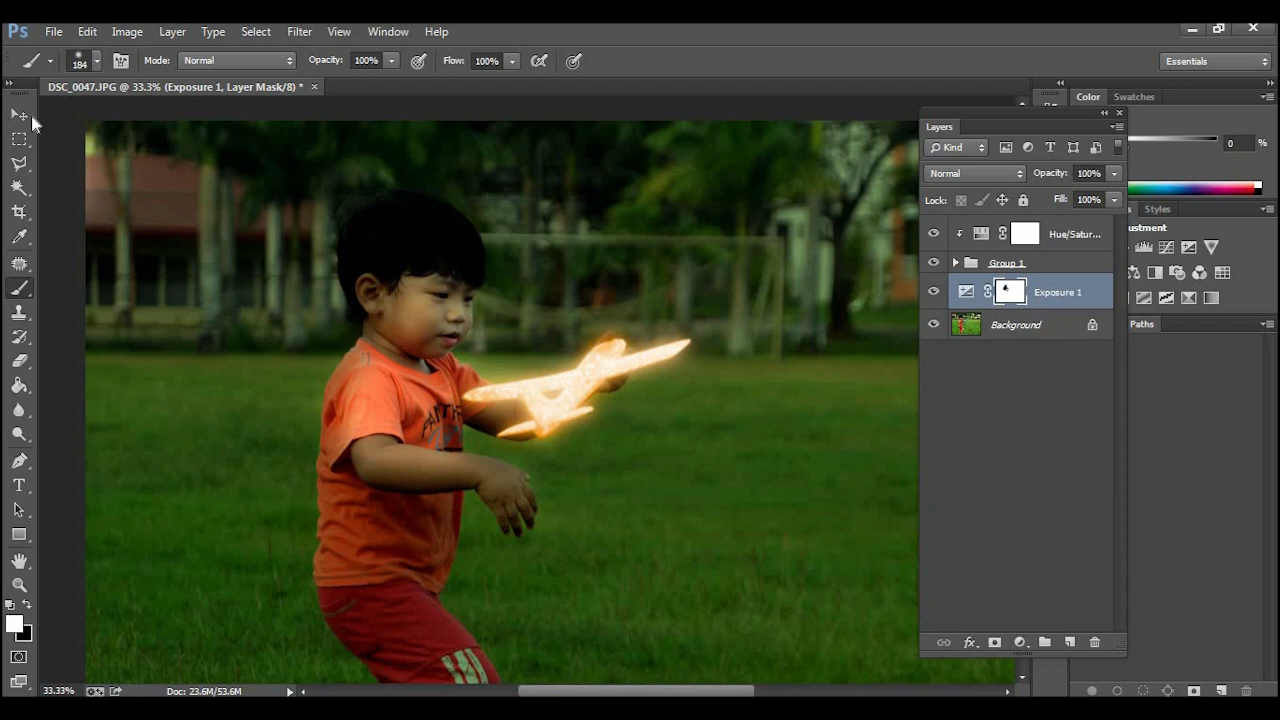 Ps File Edit Image Layer Type Select Filter View Window Help
184 Mode: Normal Opacity: 100% Flow: 100% Essentials
DSC_0047.JPG @ 33.3% (Exposure 1, Layer Mask/8) *
Color Swatches
Layers
Kind
0 %
Normal Opacity: 100%
Lock: Fill: 100%
Styles
Hue/Satur...
Group 1
Exposure 1
Background
Paths
T
33.33% Doc: 23.6M/53.6M